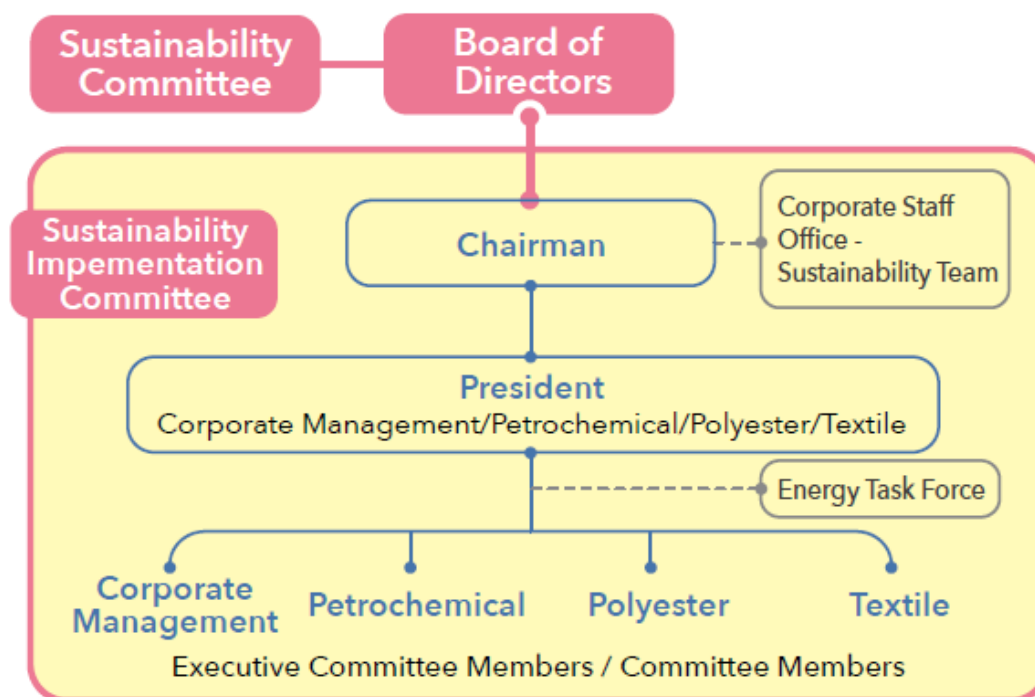 Sustainability
Committee
Board of
Directors
Sustainability
Impementation
Committee
Chairman
Corporate Staff
Office -
Sustainability Team
President
Corporate Management/Petrochemical/Polyester/Textile
Energy Task Force
Corporate
Management
Petrochemical
Polyester
Textile
Executive Committee Members / Committee Members